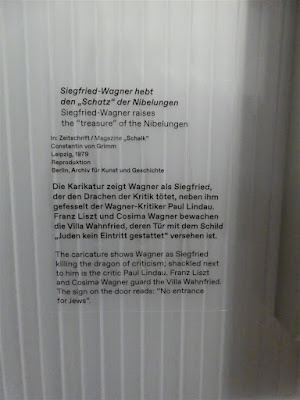 Siegfried-Wagner hebt
den „Schatz“ der Nibelungen
Siegfried-Wagner raises
the “treasure” of the Nibelungen
In: Zeitschrift / Magazine „Schalk“
Constantin von Grimm
Leipzig, 1879
Reproduktion
Berlin, Archiv für Kunst und Geschichte
Die Karikatur zeigt Wagner als Siegfried,
der den Drachen der Kritik tötet, neben ihm
gefesselt der Wagner-Kritiker Paul Lindau.
Franz Liszt und Cosima Wagner bewachen
die Villa Wahnfried, deren Tür mit dem Schild
„Juden kein Eintritt gestattet“ versehen ist.
The caricature shows Wagner as Siegfried
killing the dragon of criticism; shackled next
to him is the critic Paul Lindau. Franz Liszt
and Cosima Wagner guard the Villa Wahnfried.
The sign on the door reads: “No entrance
for Jews”.